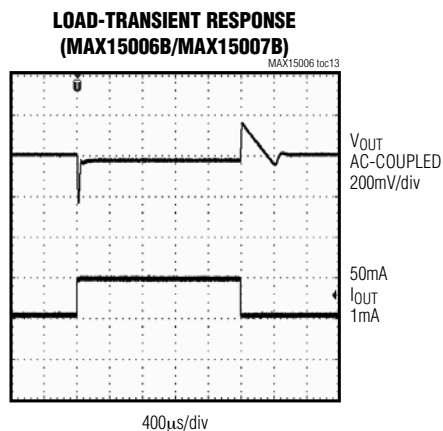 LOAD-TRANSIENT RESPONSE
(MAX15006B/MAX15007B)
MAX15006 toc13
VOUT
AC-COUPLED
200mV/div
50mA
IOUT
1mA
400μs/div